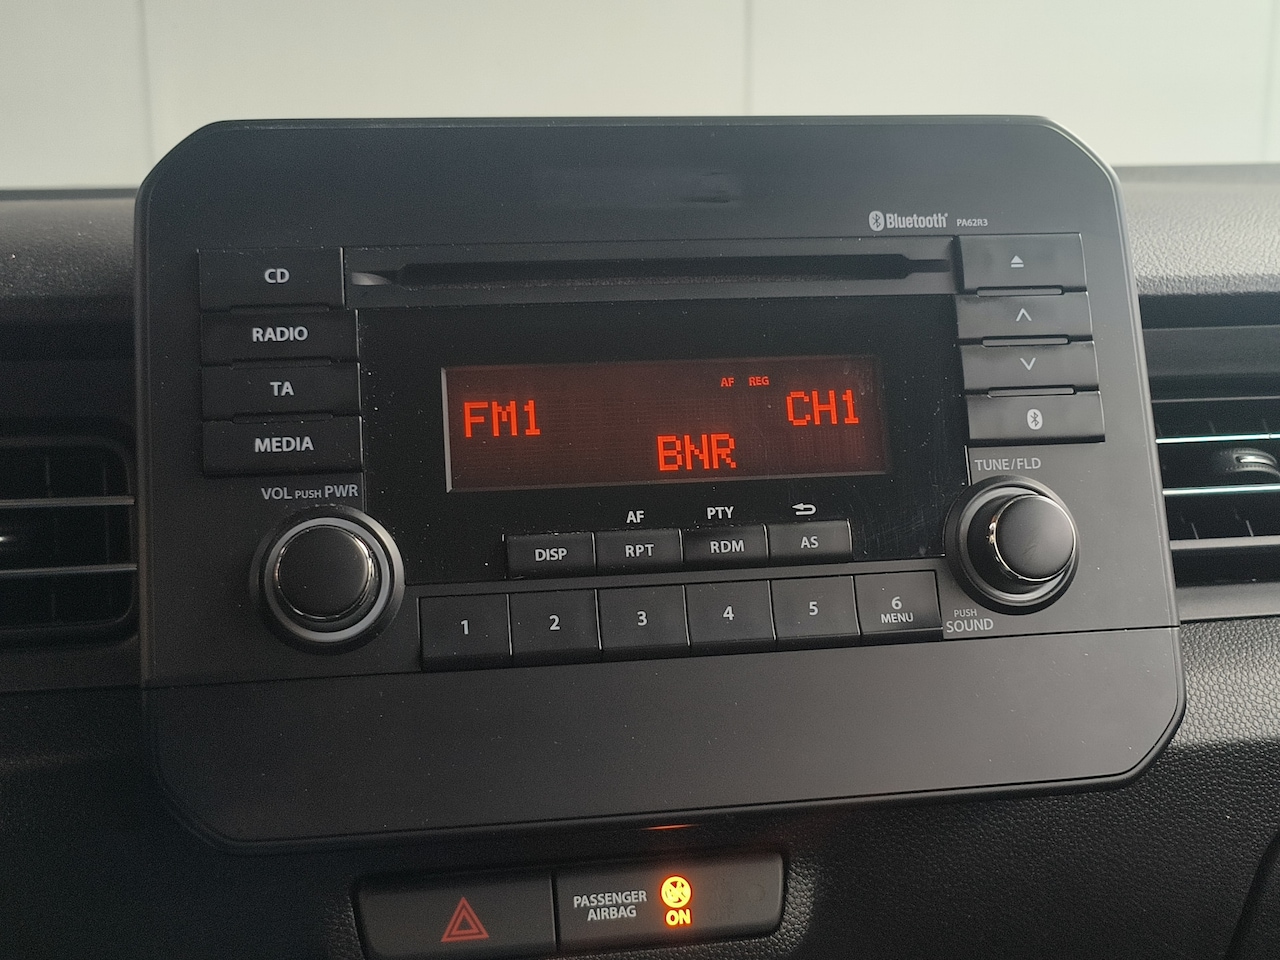 Bluetooth PA62R3
CD
RADIO
TA
MEDIA
VOL PUSH PWR
AF REG
FM1 CH1
BNR
TUNE/FLD
AF PTY
DISP RPT RDM AS
1 2 3 4 5 6
MENU
PUSH
SOUND
PASSENGER
AIRBAG
ON